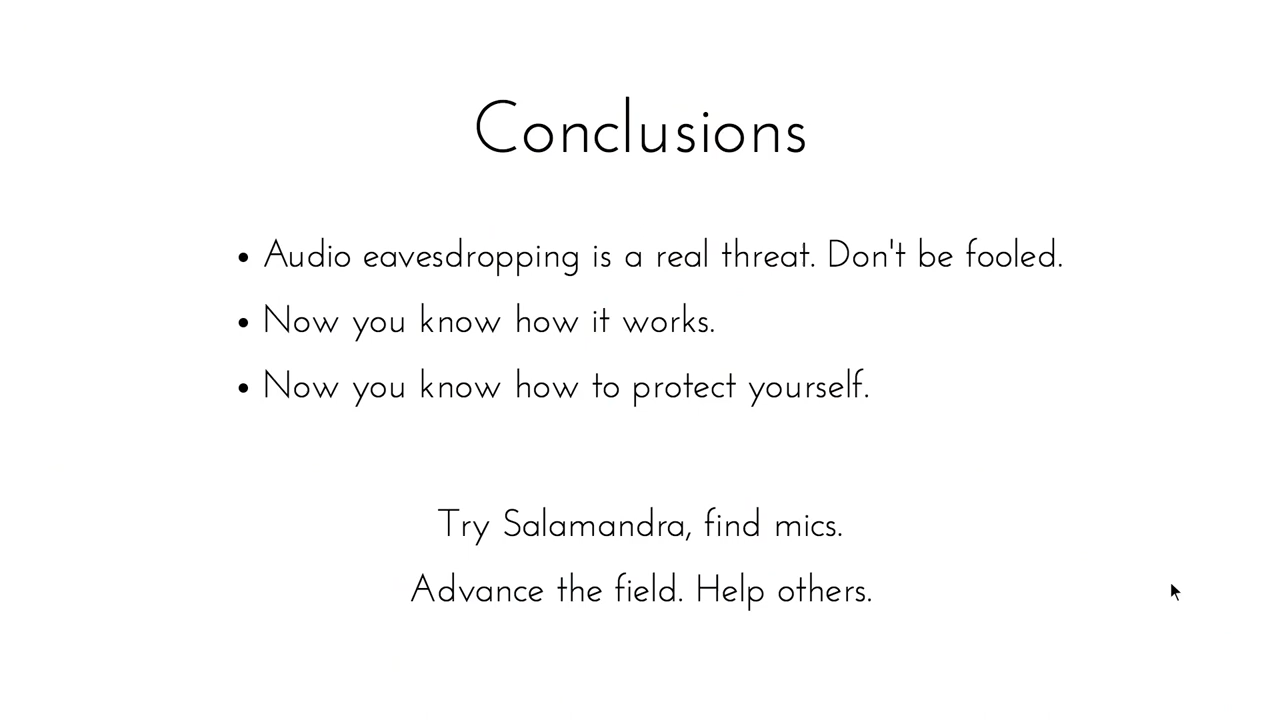 Conclusions
• Audio eavesdropping is a real threat. Don't be fooled.
• Now you know how it works.
• Now you know how to protect yourself.
Try Salamandra, find mics.
Advance the field. Help others.